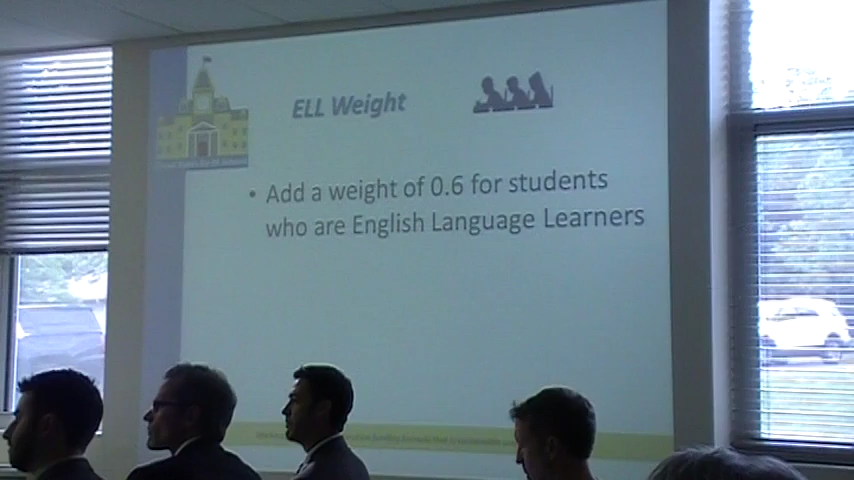 ELL Weight
• Add a weight of 0.6 for students
who are English Language Learners